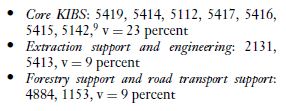 • Core KIBS: 5419, 5414, 5112, 5417, 5416,
5415, 5142,⁹ v = 23 percent
• Extraction support and engineering: 2131,
5413, v = 9 percent
• Forestry support and road transport support:
4884, 1153, v = 9 percent